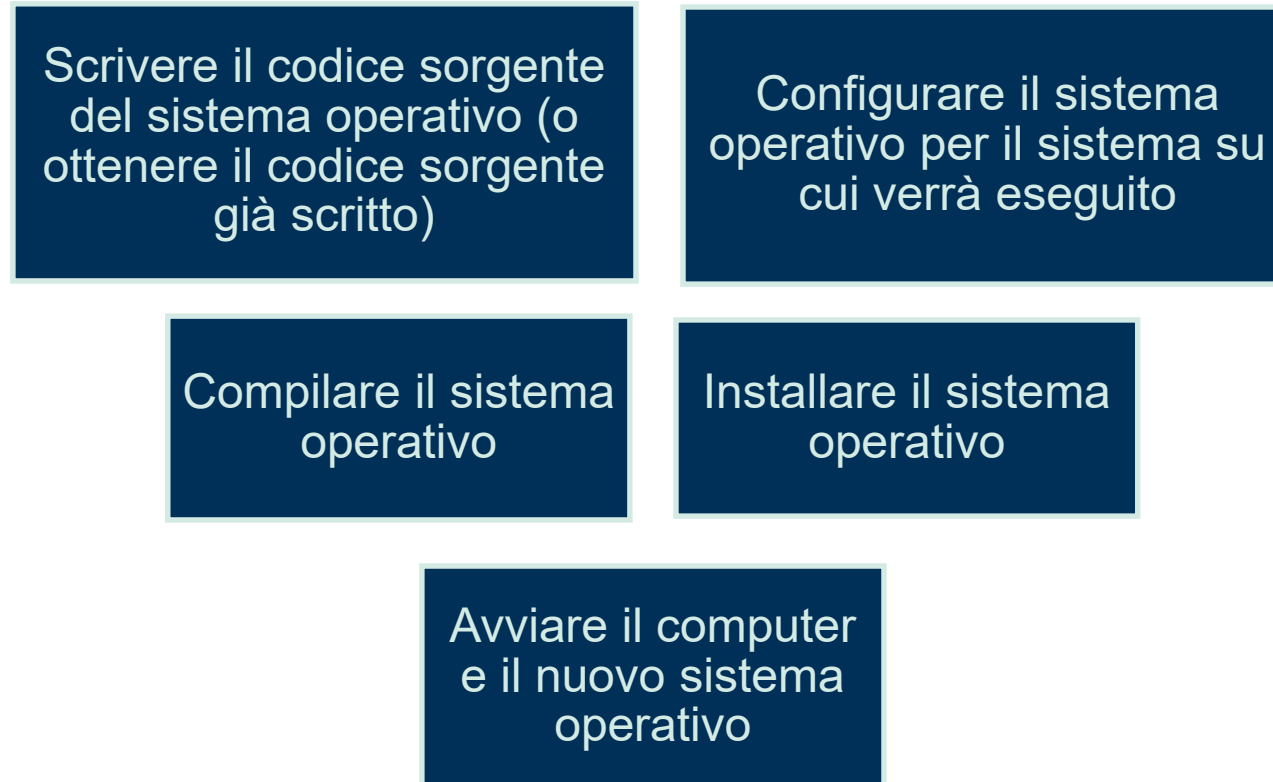 Scrivere il codice sorgente
del sistema operativo (o
ottenere il codice sorgente
già scritto)
Configurare il sistema
operativo per il sistema su
cui verrà eseguito
Compilare il sistema
operativo
Installare il sistema
operativo
Avviare il computer
e il nuovo sistema
operativo